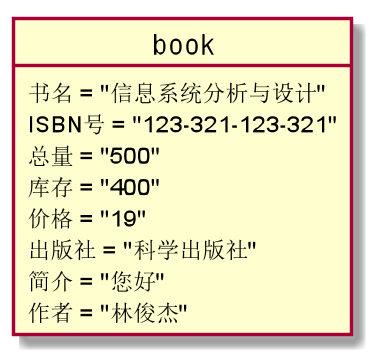 book
书名 = "信息系统分析与设计"
ISBN号 = "123-321-123-321"
总量 = "500"
库存 = "400"
价格 = "19"
出版社 = "科学出版社"
简介 = "您好"
作者 = "林俊杰"